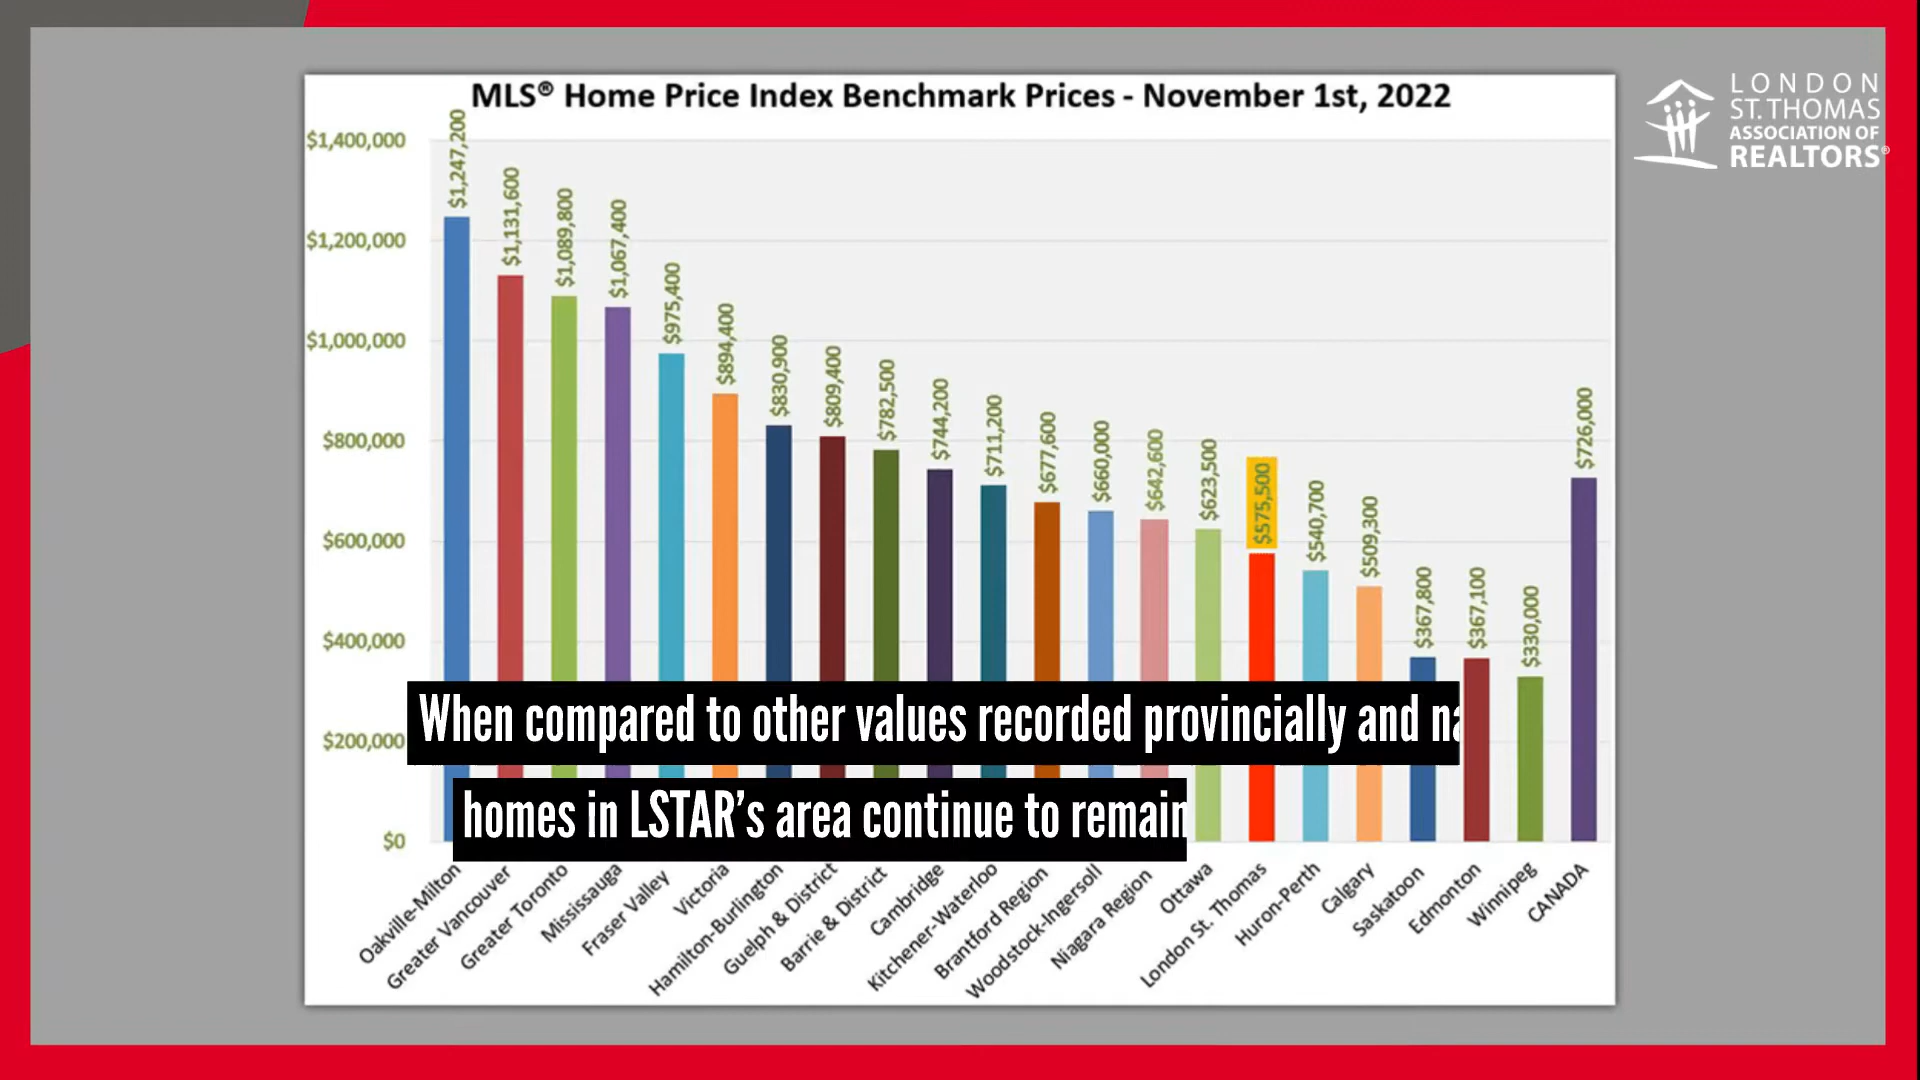 MLS® Home Price Index Benchmark Prices - November 1st, 2022
LONDON
ST.THOMAS
ASSOCIATION OF
REALTORS®
$1,400,000
$1,200,000
$1,000,000
$800,000
$600,000
$400,000
$200,000
$0
$1,247,200
$1,131,600
$1,089,800
$1,067,400
$975,400
$894,400
$830,900
$809,400
$782,500
$744,200
$711,200
$677,600
$660,000
$642,600
$623,500
$575,500
$540,700
$509,300
$367,800
$367,100
$330,000
$726,000
When compared to other values recorded provincially and na
homes in LSTAR's area continue to remain
Oakville-Milton
Greater Vancouver
Greater Toronto
Mississauga
Fraser Valley
Victoria
Hamilton-Burlington
Guelph & District
Barrie & District
Cambridge
Kitchener-Waterloo
Brantford Region
Woodstock-Ingersoll
Niagara Region
Ottawa
London St. Thomas
Huron-Perth
Calgary
Saskatoon
Edmonton
Winnipeg
CANADA